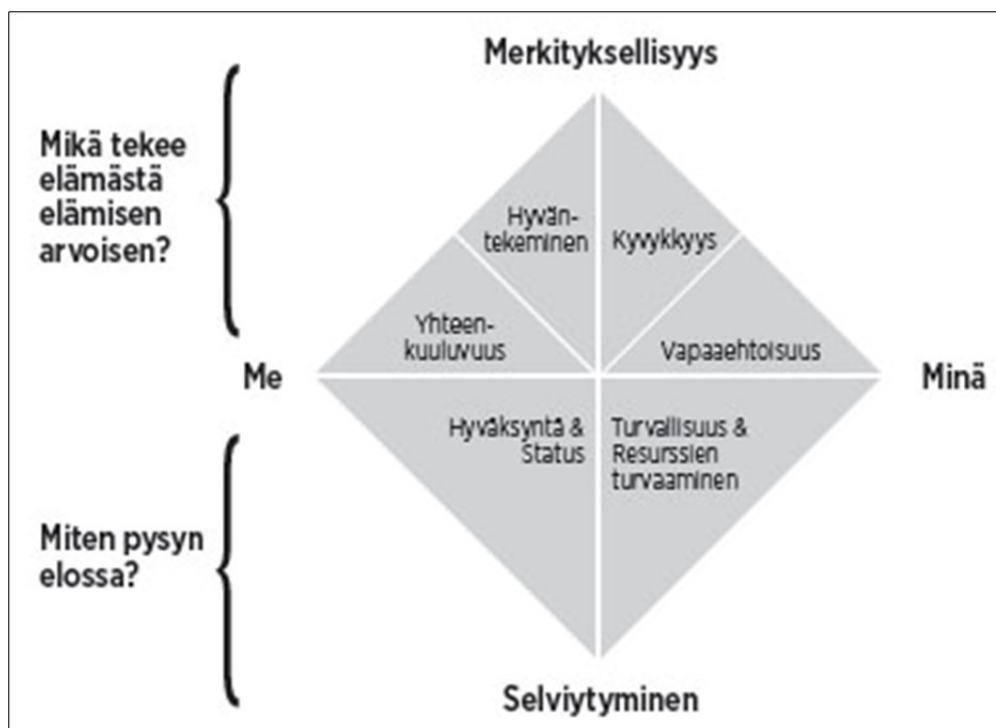 Merkityksellisyys
Mikä tekee
elämästä
elämisen
arvoisen?
Hyvän-
tekeminen
Kyvykkyys
Yhteen-
kuuluvuus
Vapaaehtoisuus
Me
Minä
Hyväksyntä &
Status
Turvallisuus &
Resurssien
turvaaminen
Miten pysyn
elossa?
Selviytyminen